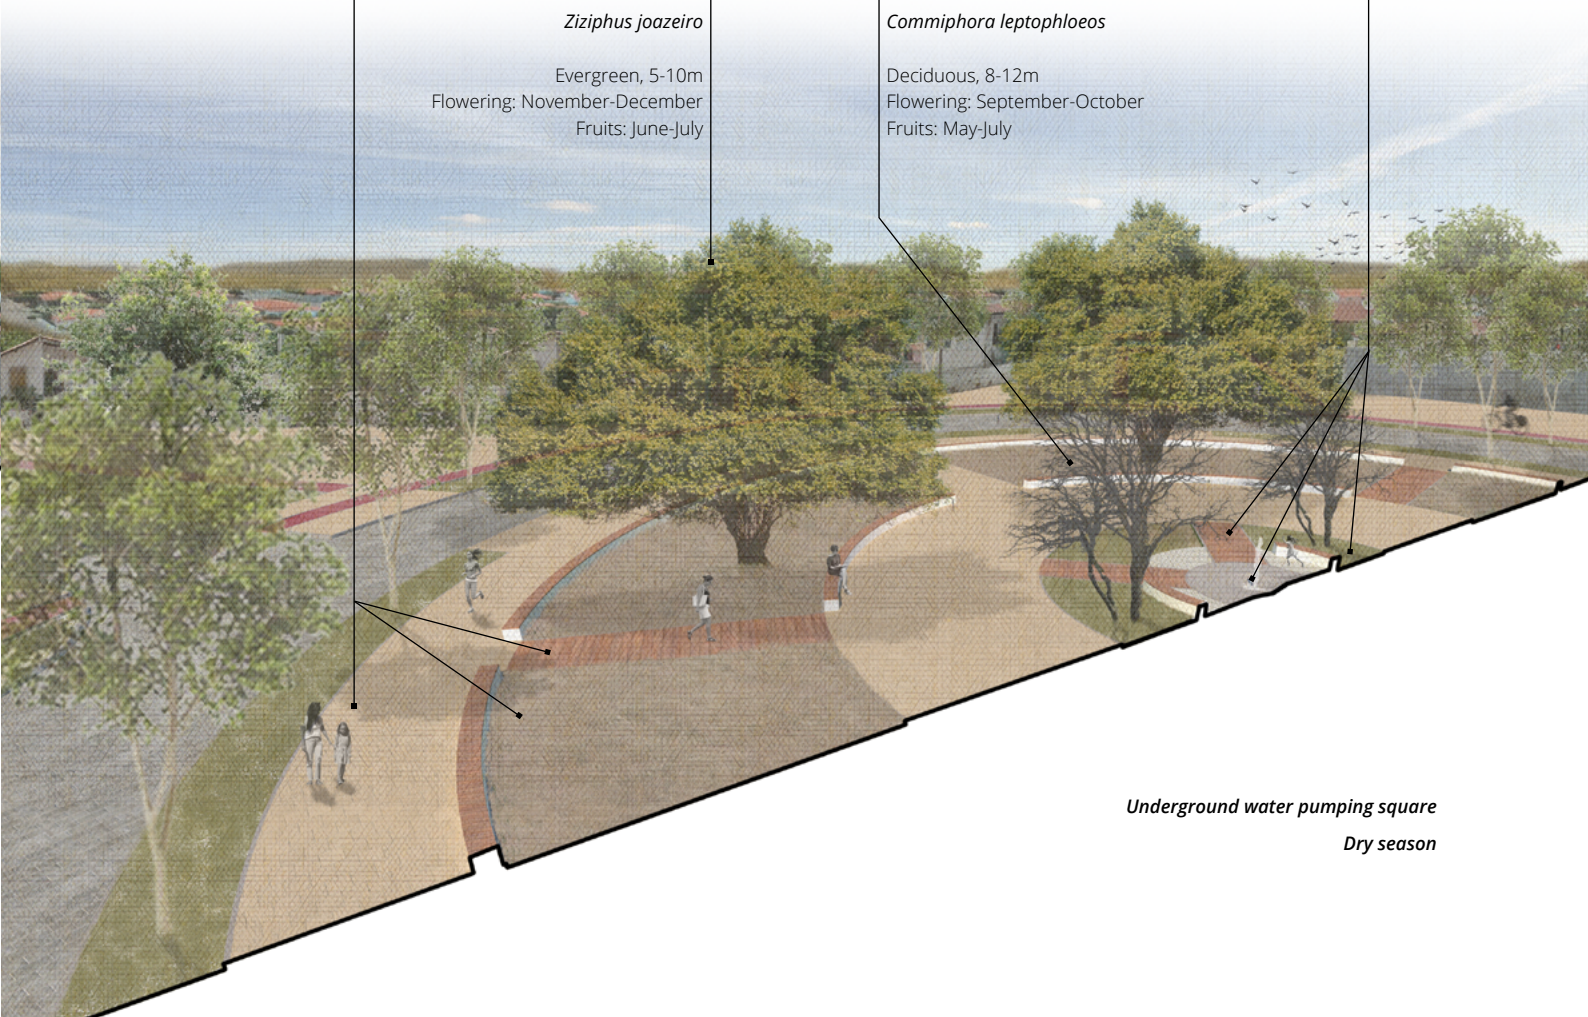 Ziziphus joazeiro
Evergreen, 5-10m
Flowering: November-December
Fruits: June-July
Commiphora leptophloeos
Deciduous, 8-12m
Flowering: September-October
Fruits: May-July
Underground water pumping square
Dry season